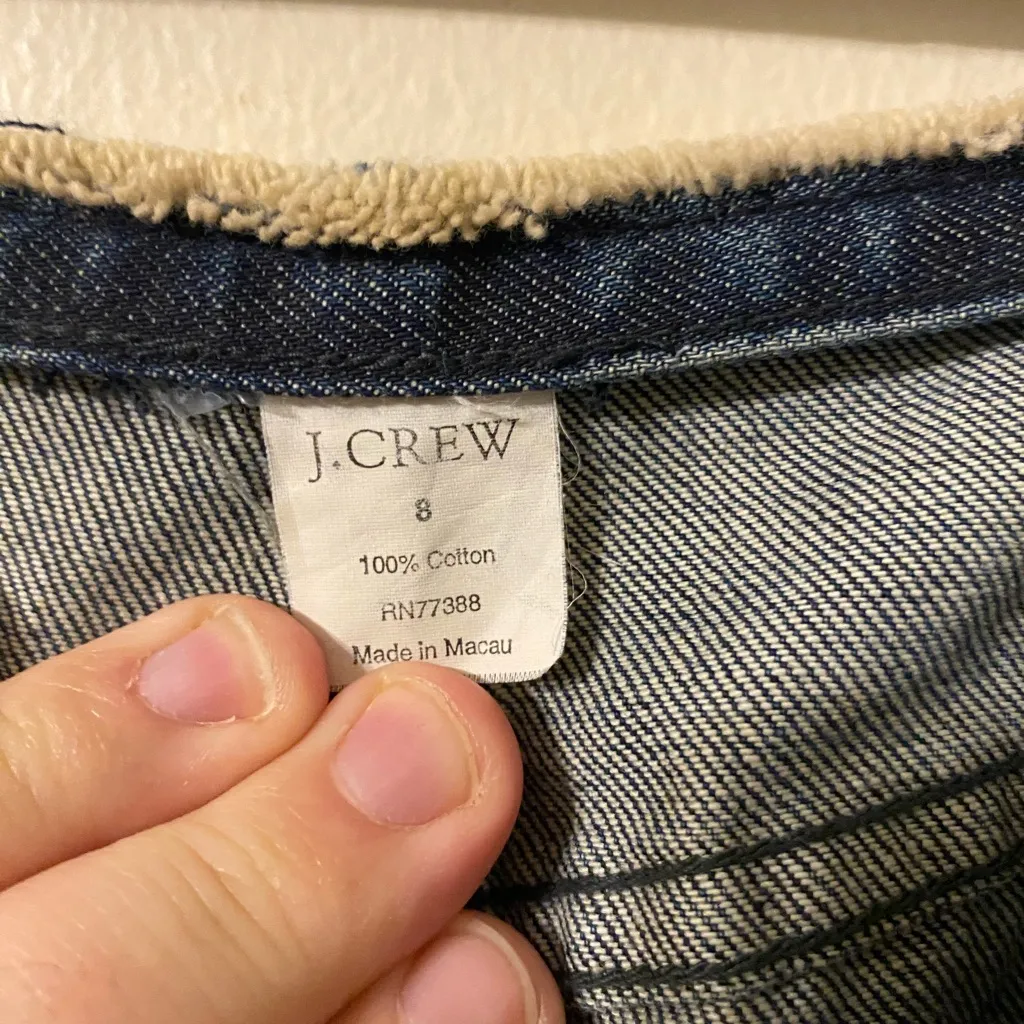 J.CREW
8
100% Cotton
RN77388
Made in Macau